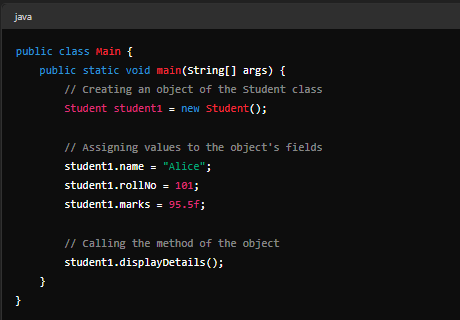 java
public class Main {
    public static void main(String[] args) {
        // Creating an object of the Student class
        Student student1 = new Student();
        // Assigning values to the object's fields
        student1.name = "Alice";
        student1.rollNo = 101;
        student1.marks = 95.5f;
        // Calling the method of the object
        student1.displayDetails();
    }
}